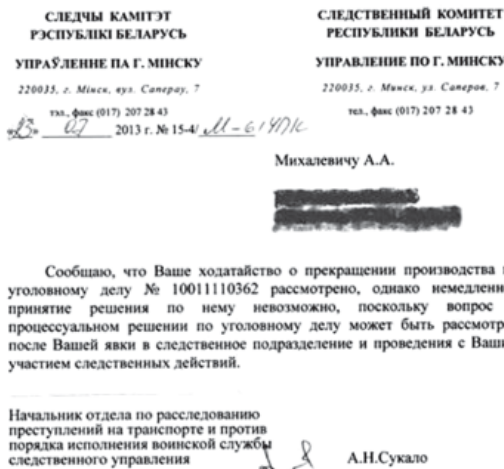 СЛЕДЧЫ КАМІТЭТ
РЭСПУБЛІКІ БЕЛАРУСЬ
УПРАЎЛЕННЕ ПА Г. МІНСКУ
220035, г. Мінск, вул. Саперау, 7
тэл., факс (017) 207 28 43
«23» 07 2013 г. № 15-4/ М-614ПК
СЛЕДСТВЕННЫЙ КОМИТЕТ
РЕСПУБЛИКИ БЕЛАРУСЬ
УПРАВЛЕНИЕ ПО Г. МИНСКУ
220035, г. Минск, ул. Саперов, 7
тел., факс (017) 207 28 43
Михалевичу А.А.
Сообщаю, что Ваше ходатайство о прекращении производства
уголовному делу № 10011110362 рассмотрено, однако немедленн
принятие решения по нему невозможно, поскольку вопрос
процессуальном решении по уголовному делу может быть рассмотр
после Вашей явки в следственное подразделение и проведения с Ваши
участием следственных действий.
Начальник отдела по расследованию
преступлений на транспорте и против
порядка исполнения воинской службы
следственного управления
А.Н.Сукало